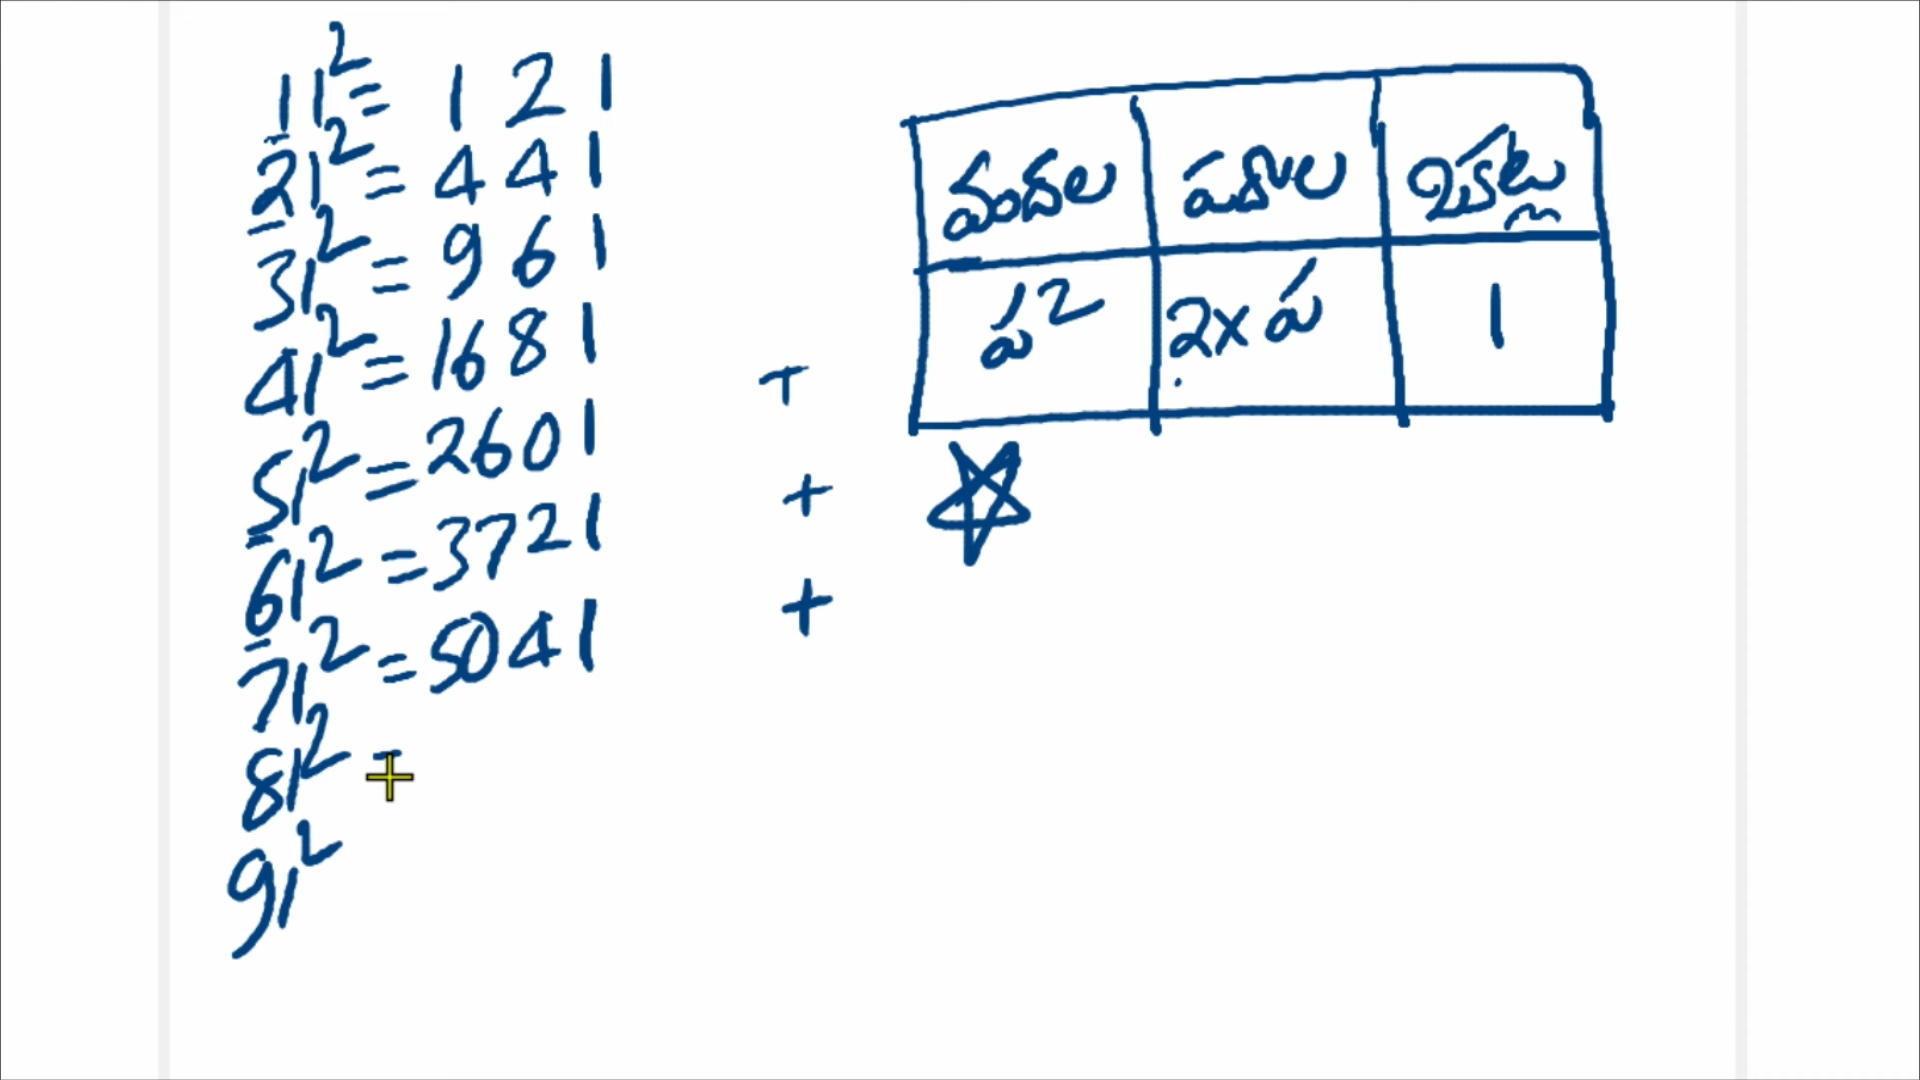 11² = 121
21² = 441
31² = 961
41² = 1681
51² = 2601
61² = 3721
71² = 5041
81² =
91²
+
+
+
వందల పదుల ఒకట్లు
ప² 2×ప 1